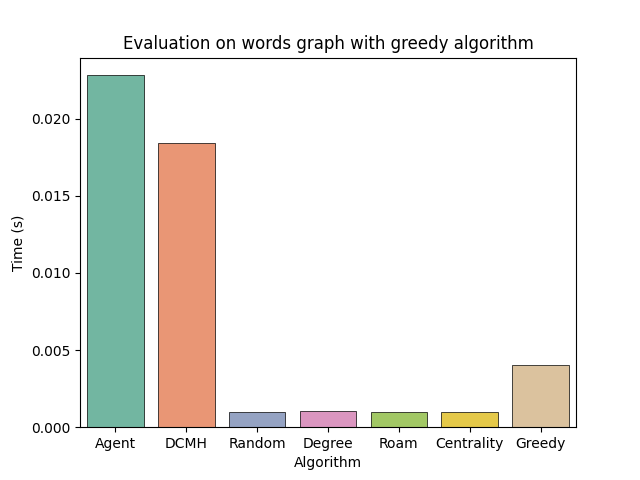 Evaluation on words graph with greedy algorithm
Time (s)
0.020
0.015
0.010
0.005
0.000
Agent DCMH Random Degree Roam Centrality Greedy
Algorithm